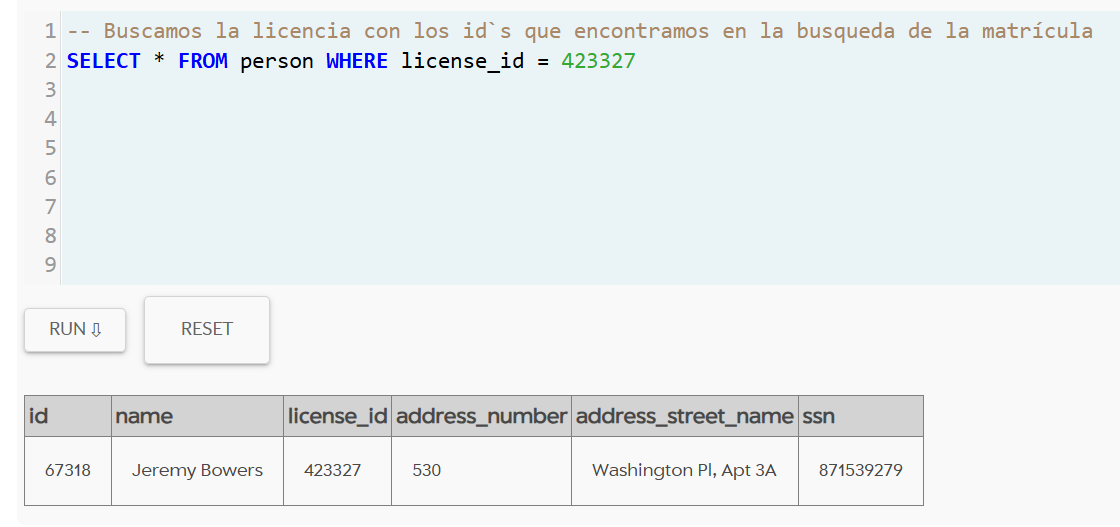 1 -- Buscamos la licencia con los id`s que encontramos en la busqueda de la matrícula
2 SELECT * FROM person WHERE license_id = 423327
3
4
5
6
7
8
9
RUN ⇩ RESET
id name license_id address_number address_street_name ssn
67318 Jeremy Bowers 423327 530 Washington Pl, Apt 3A 871539279